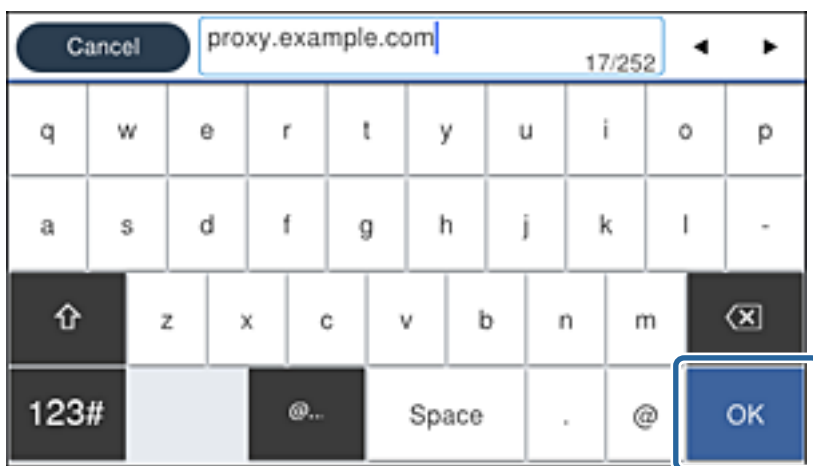 Cancel proxy.example.com 17/252 ◀ ▶
q w e r t y u i o p
a s d f g h j k l -
z x c v b n m
123# @... Space . @ OK